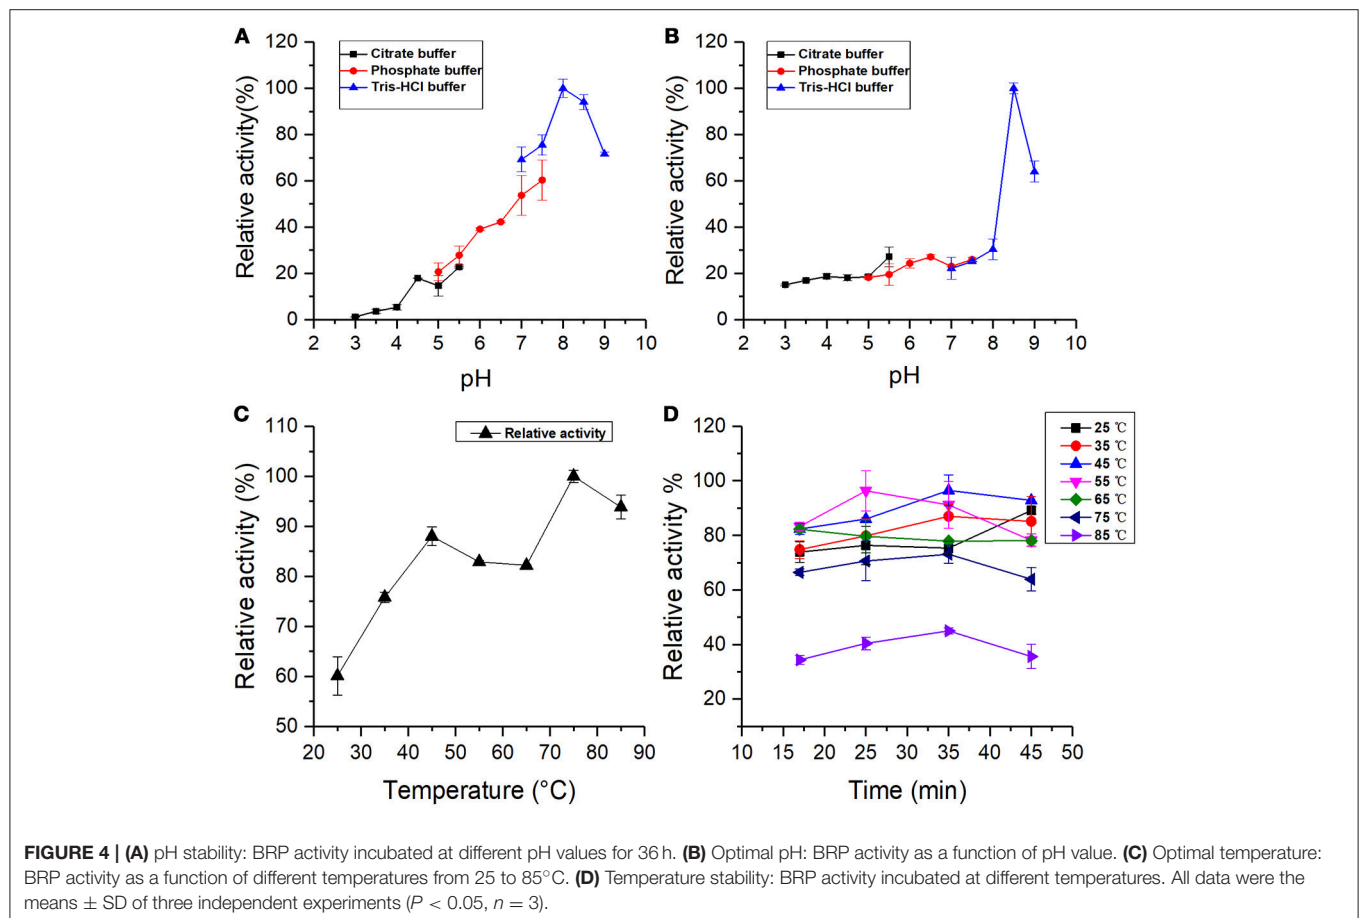 A
120
100
80
60
40
20
0
Relative activity(%)
Citrate buffer
Phosphate buffer
Tris-HCl buffer
2 3 4 5 6 7 8 9 10
pH
B
120
100
80
60
40
20
0
Relative activity (%)
Citrate buffer
Phosphate buffer
Tris-HCl buffer
2 3 4 5 6 7 8 9 10
pH
C
110
100
90
80
70
60
50
Relative activity (%)
Relative activity
20 30 40 50 60 70 80 90
Temperature (°C)
D
120
100
80
60
40
20
Relative activity %
25 ℃
35 ℃
45 ℃
55 ℃
65 ℃
75 ℃
85 ℃
10 15 20 25 30 35 40 45 50
Time (min)
FIGURE 4 | (A) pH stability: BRP activity incubated at different pH values for 36 h. (B) Optimal pH: BRP activity as a function of pH value. (C) Optimal temperature:
BRP activity as a function of different temperatures from 25 to 85°C. (D) Temperature stability: BRP activity incubated at different temperatures. All data were the
means ± SD of three independent experiments (P < 0.05, n = 3).